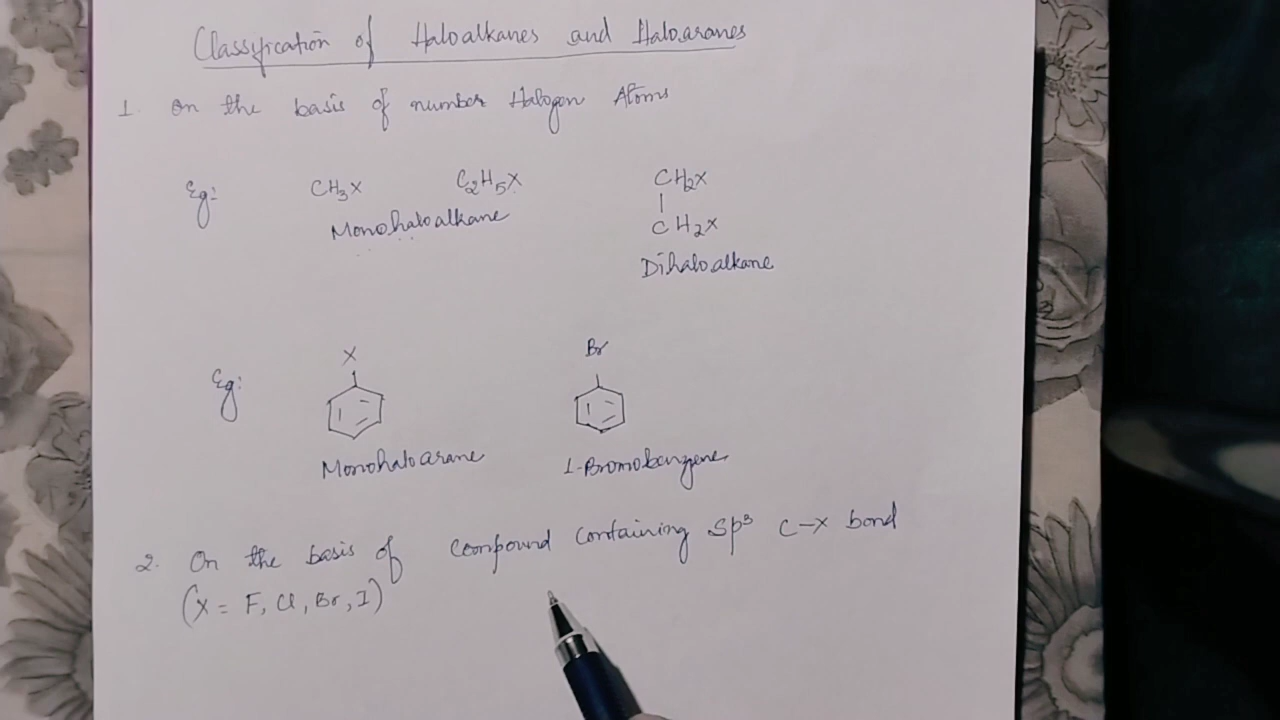 Classification of Haloalkanes and Haloarenes
1. On the basis of number Halogen Atoms
Eg: CH3X C2H5X CH2X
|
CH2X
Monohaloalkane
Dihaloalkane
X Br
Eg:
Monohaloarene 1-Bromobenzene
2. On the basis of compound containing Sp³ C-X bond
(X = F, Cl, Br, I)